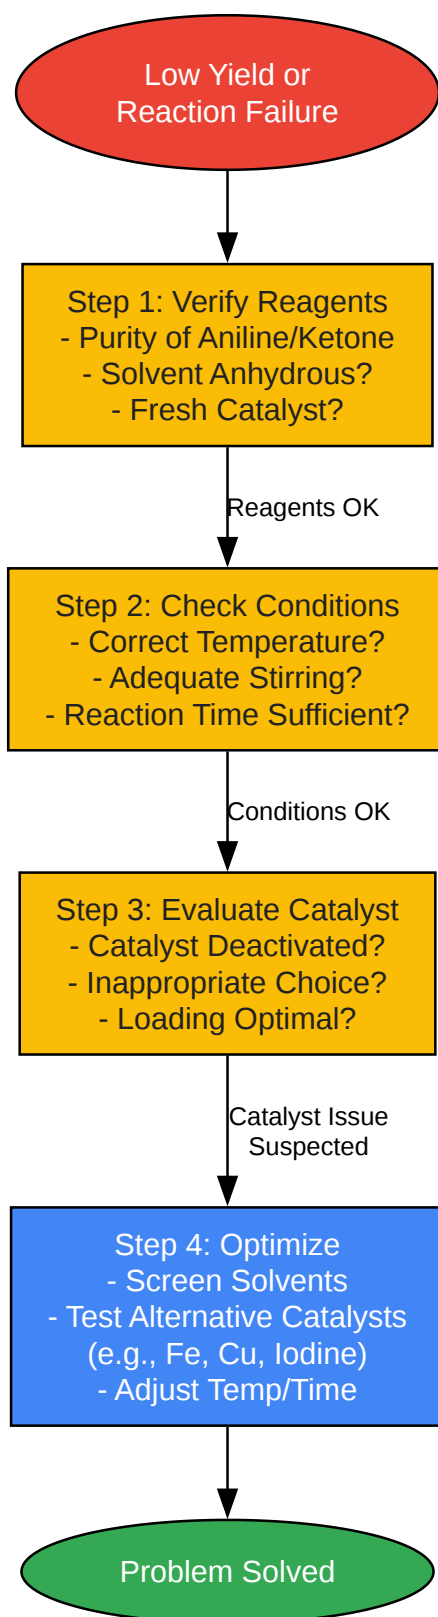 Low Yield or
Reaction Failure
Step 1: Verify Reagents
- Purity of Aniline/Ketone
- Solvent Anhydrous?
- Fresh Catalyst?
Reagents OK
Step 2: Check Conditions
- Correct Temperature?
- Adequate Stirring?
- Reaction Time Sufficient?
Conditions OK
Step 3: Evaluate Catalyst
- Catalyst Deactivated?
- Inappropriate Choice?
- Loading Optimal?
Catalyst Issue
Suspected
Step 4: Optimize
- Screen Solvents
- Test Alternative Catalysts
(e.g., Fe, Cu, Iodine)
- Adjust Temp/Time
Problem Solved